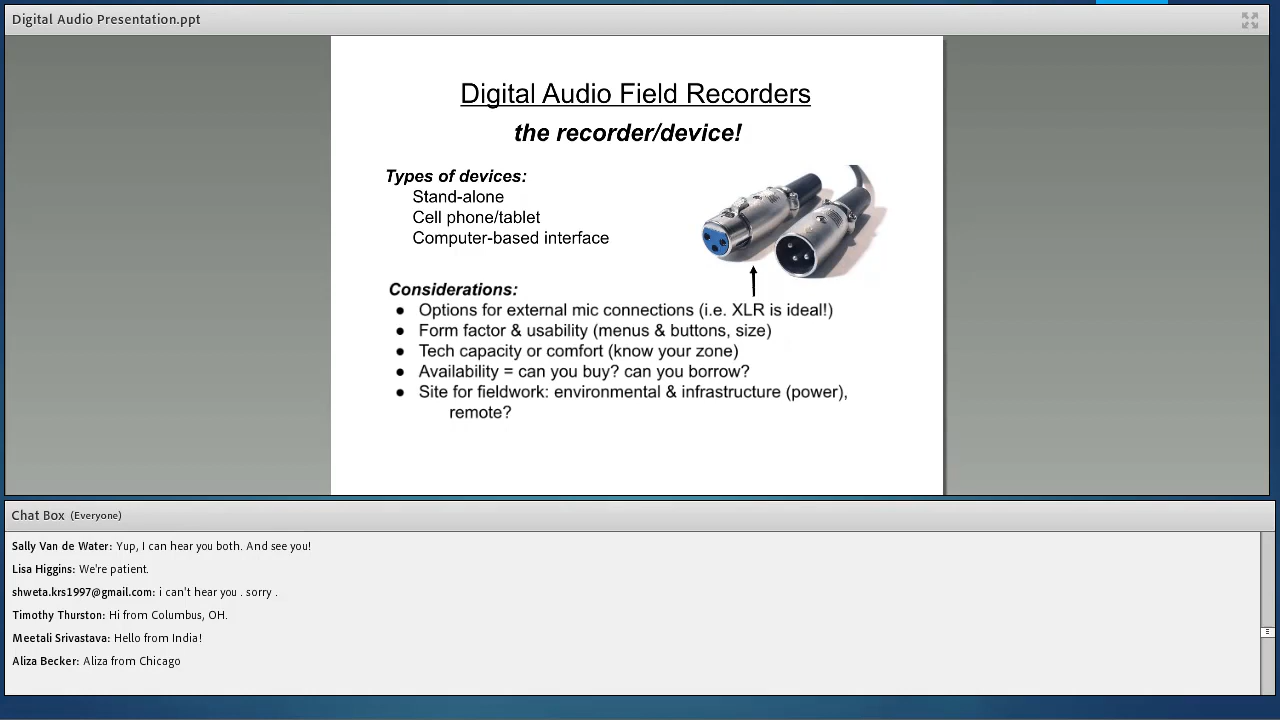 Digital Audio Presentation.ppt
Digital Audio Field Recorders
the recorder/device!
Types of devices:
Stand-alone
Cell phone/tablet
Computer-based interface
Considerations:
● Options for external mic connections (i.e. XLR is ideal!)
● Form factor & usability (menus & buttons, size)
● Tech capacity or comfort (know your zone)
● Availability = can you buy? can you borrow?
● Site for fieldwork: environmental & infrastructure (power),
remote?
Chat Box (Everyone)
Sally Van de Water: Yup, I can hear you both. And see you!
Lisa Higgins: We're patient.
shweta.krs1997@gmail.com: i can't hear you . sorry .
Timothy Thurston: Hi from Columbus, OH.
Meetali Srivastava: Hello from India!
Aliza Becker: Aliza from Chicago